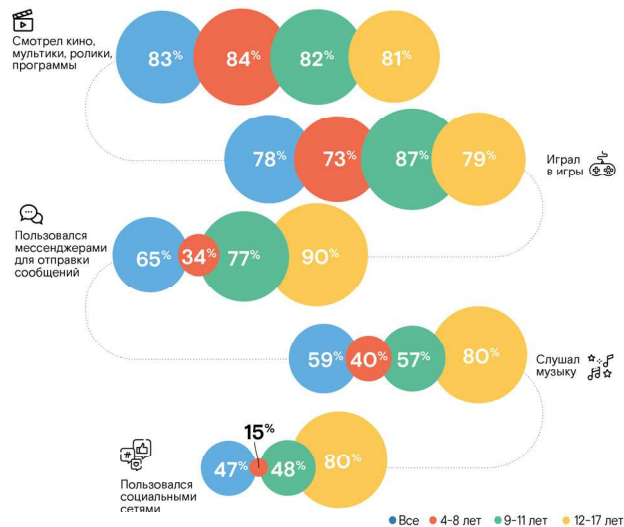 Смотрел кино,
мультики, ролики,
программы
83% 84% 82% 81%
78% 73% 87% 79%
Играл
в игры
Пользовался
мессенджерами
для отправки
сообщений
65% 34% 77% 90%
59% 40% 57% 80%
Слушал
музыку
15%
47% 48% 80%
#
Пользовался
социальными
сетями
Все 4-8 лет 9-11 лет 12-17 лет